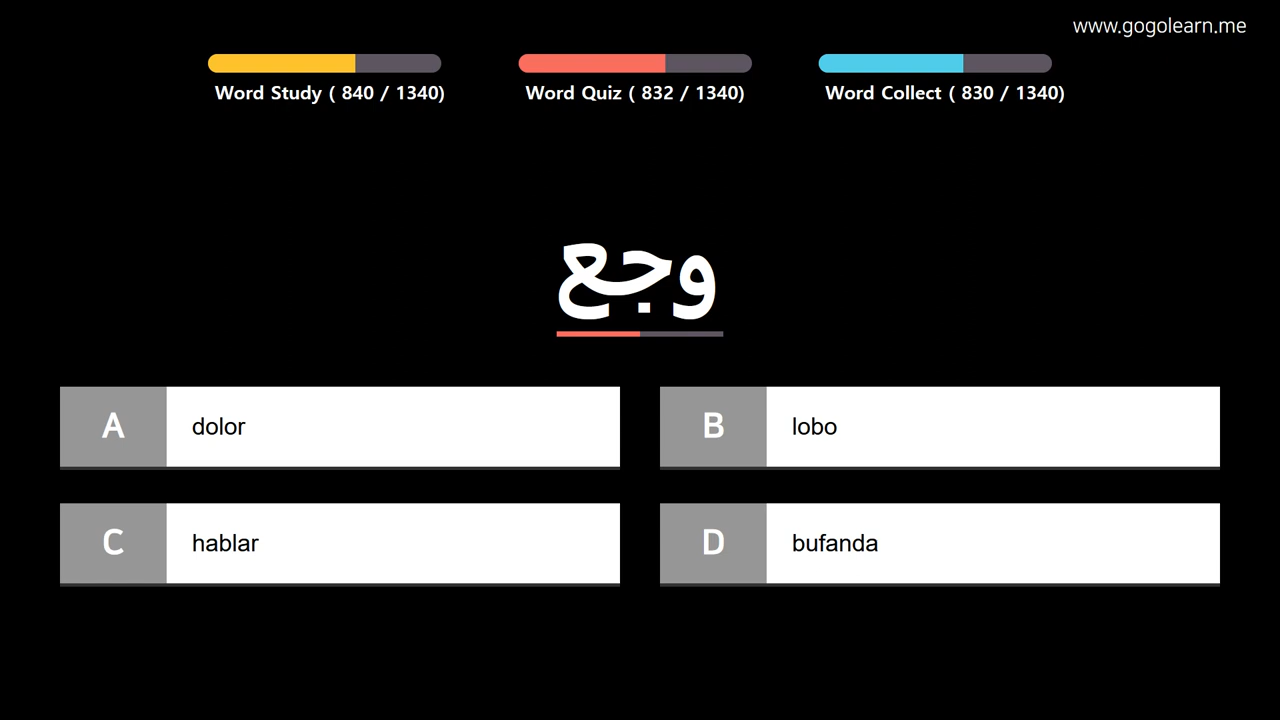 www.gogolearn.me
Word Study ( 840 / 1340)
Word Quiz ( 832 / 1340)
Word Collect ( 830 / 1340)
وجع
A dolor
B lobo
C hablar
D bufanda